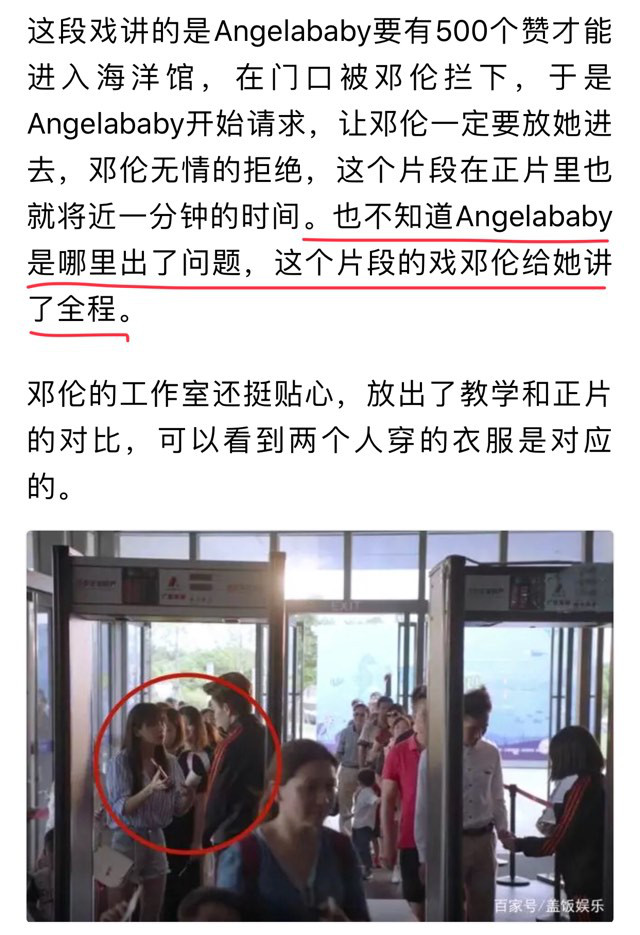 这段戏讲的是Angelababy要有500个赞才能
进入海洋馆，在门口被邓伦拦下，于是
Angelababy开始请求，让邓伦一定要放她进
去，邓伦无情的拒绝，这个片段在正片里也
就将近一分钟的时间。也不知道Angelababy
是哪里出了问题，这个片段的戏邓伦给她讲
了全程。
邓伦的工作室还挺贴心，放出了教学和正片
的对比，可以看到两个人穿的衣服是对应
的。
EXIT
百家号/盖饭娱乐